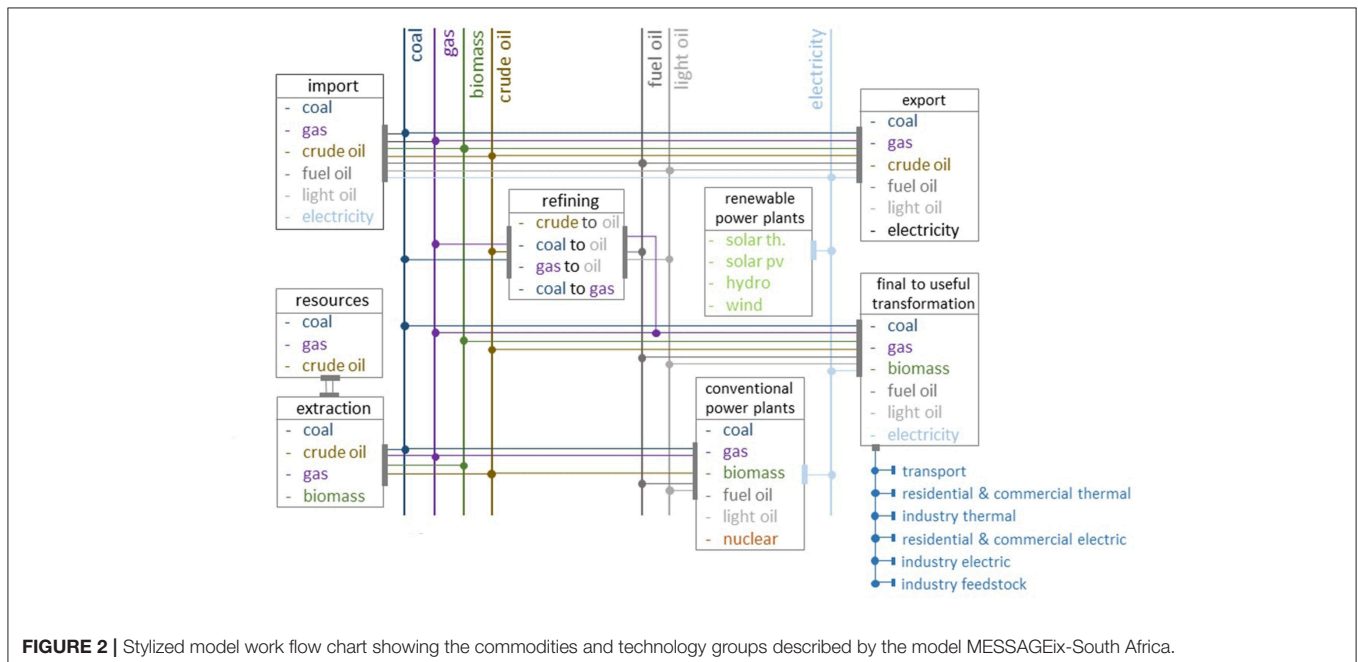 coal
gas
biomass
crude oil
fuel oil
light oil
electricity
import
- coal
- gas
- crude oil
- fuel oil
- light oil
- electricity
export
- coal
- gas
- crude oil
- fuel oil
- light oil
- electricity
refining
- crude to oil
- coal to oil
- gas to oil
- coal to gas
renewable
power plants
- solar th.
- solar pv
- hydro
- wind
resources
- coal
- gas
- crude oil
final to useful
transformation
- coal
- gas
- biomass
- fuel oil
- light oil
- electricity
extraction
- coal
- crude oil
- gas
- biomass
conventional
power plants
- coal
- gas
- biomass
- fuel oil
- light oil
- nuclear
transport
residential & commercial thermal
industry thermal
residential & commercial electric
industry electric
industry feedstock
FIGURE 2 | Stylized model work flow chart showing the commodities and technology groups described by the model MESSAGEix-South Africa.